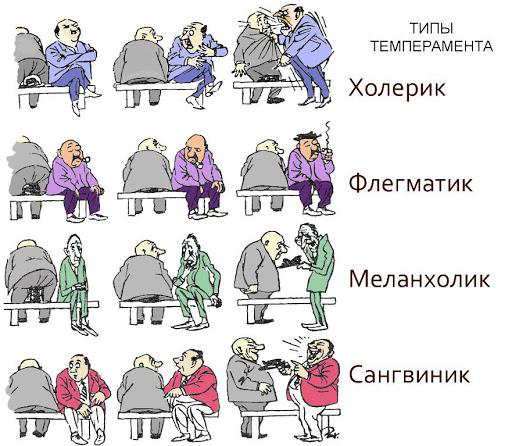 ТИПЫ
ТЕМПЕРАМЕНТА
Холерик
Флегматик
Меланхолик
Сангвиник